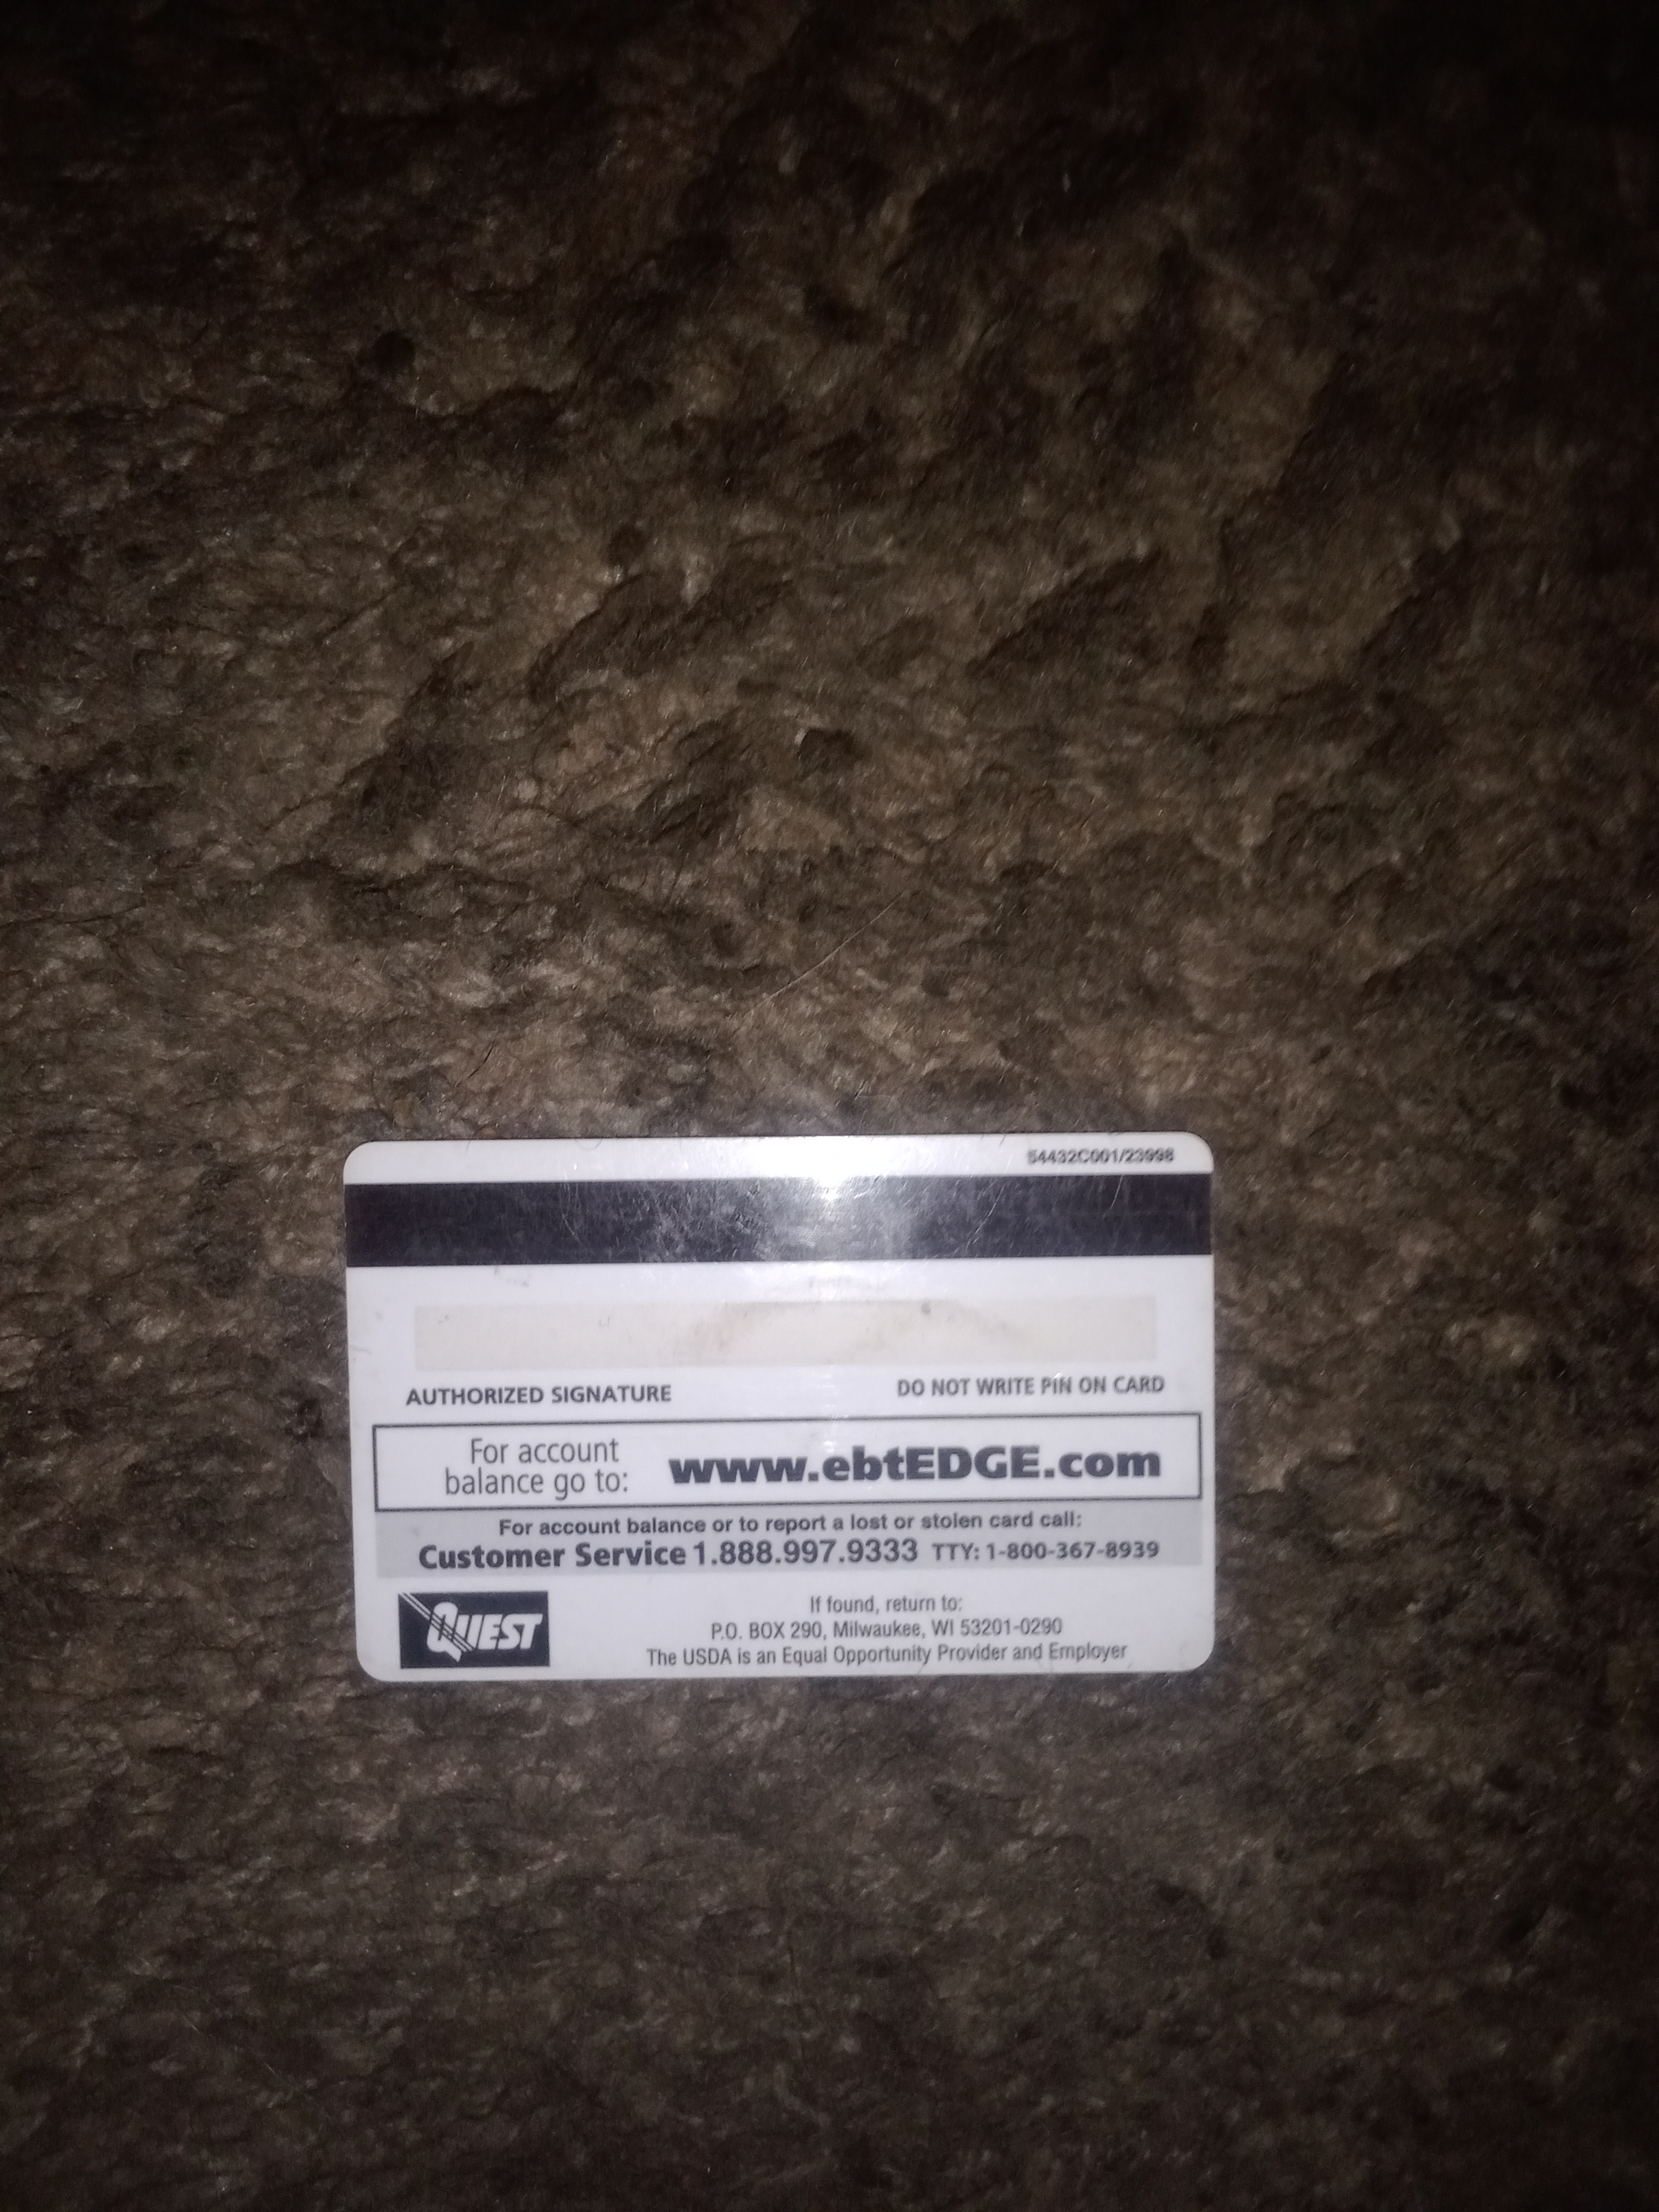 54432C001/23998
AUTHORIZED SIGNATURE
DO NOT WRITE PIN ON CARD
For account
balance go to:
www.ebtEDGE.com
For account balance or to report a lost or stolen card call:
Customer Service 1.888.997.9333 TTY: 1-800-367-8939
QUEST
If found, return to:
P.O. BOX 290, Milwaukee, WI 53201-0290
The USDA is an Equal Opportunity Provider and Employer